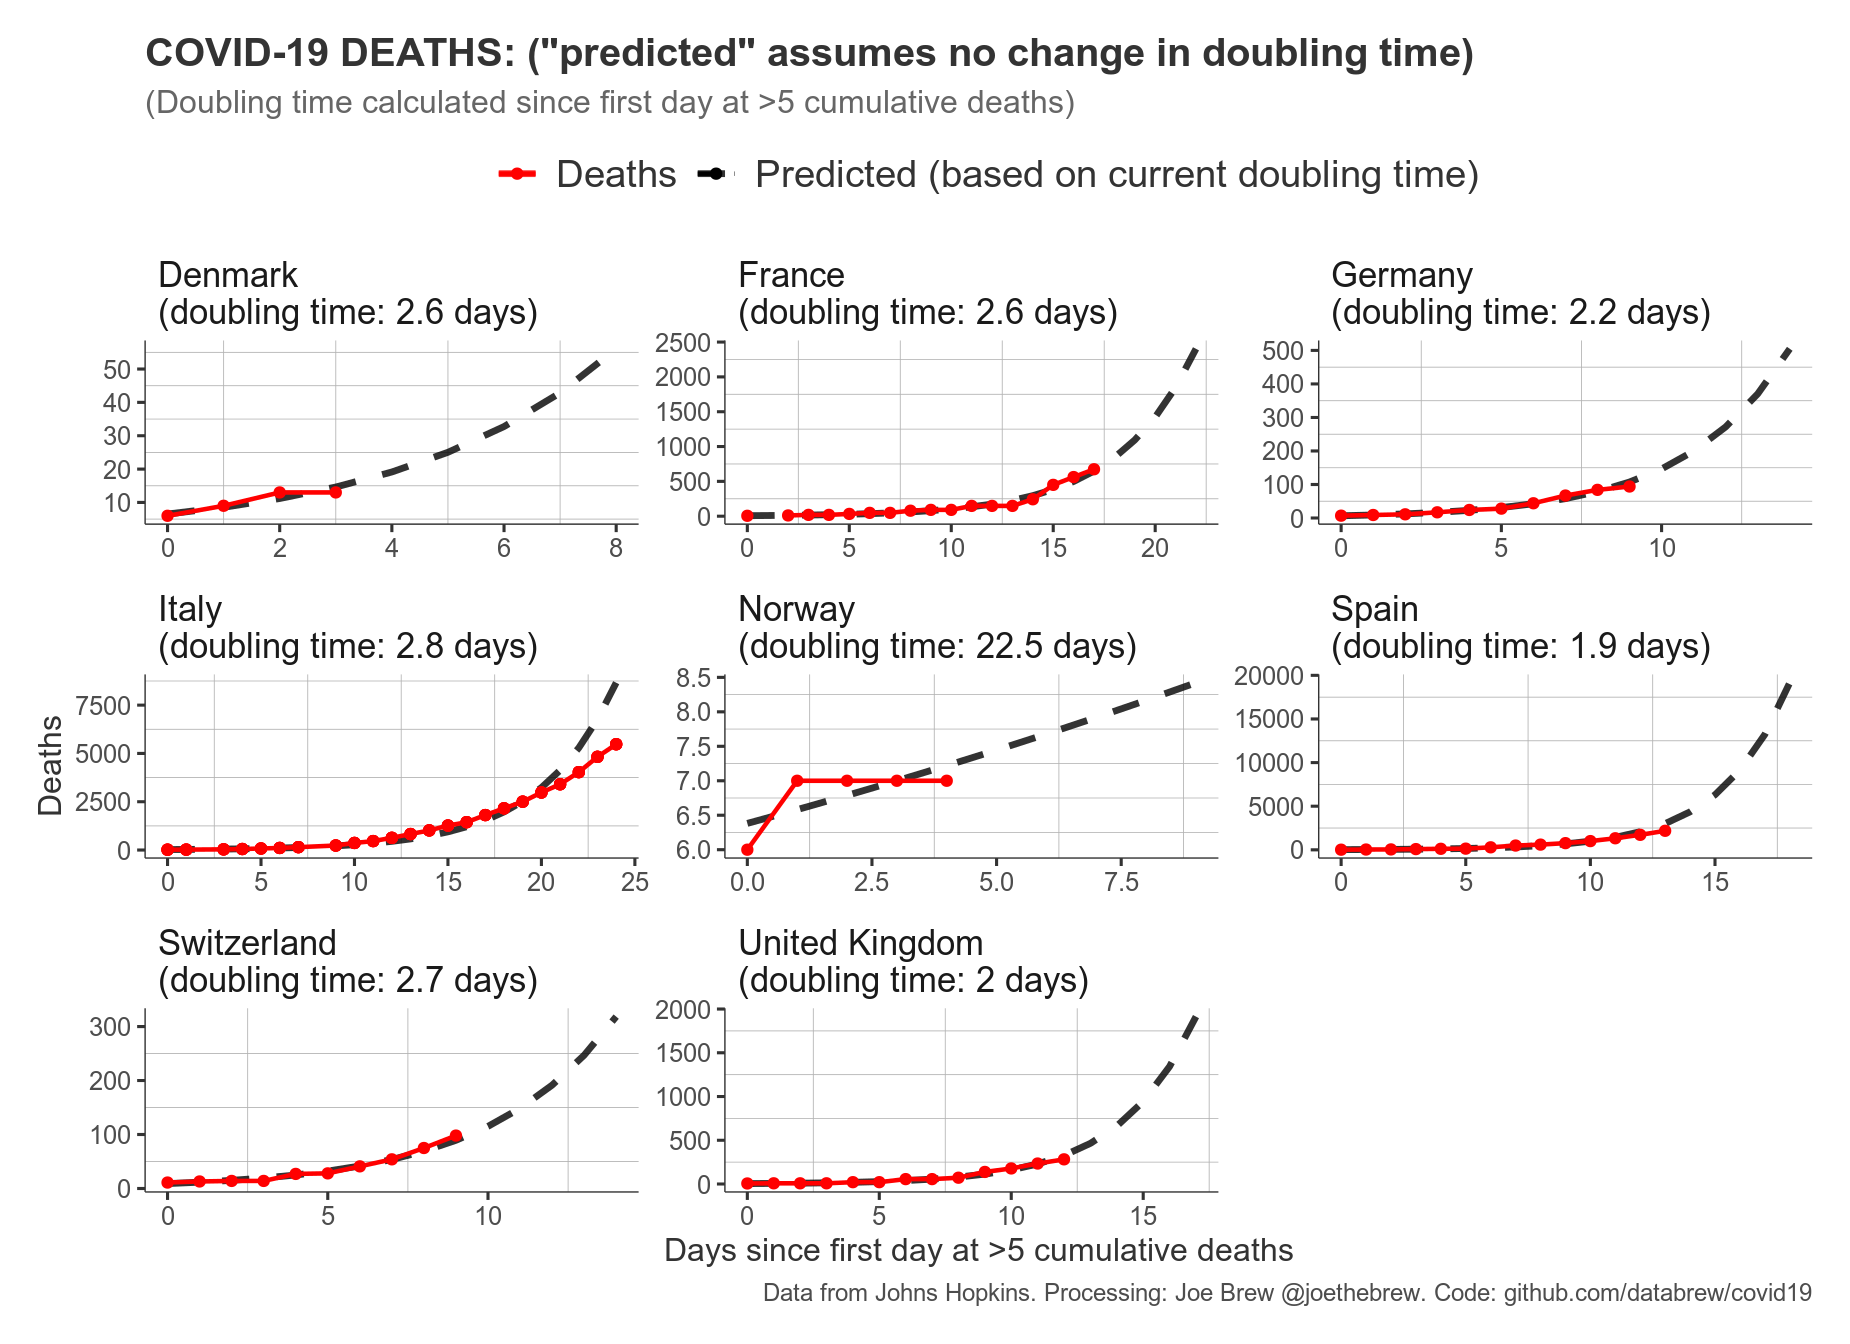 COVID-19 DEATHS: ("predicted" assumes no change in doubling time)
(Doubling time calculated since first day at >5 cumulative deaths)
Deaths Predicted (based on current doubling time)
Denmark
(doubling time: 2.6 days)
50
40
30
20
10
0 2 4 6 8
France
(doubling time: 2.6 days)
2500
2000
1500
1000
500
0
0 5 10 15 20
Germany
(doubling time: 2.2 days)
500
400
300
200
100
0
0 5 10
Deaths
Italy
(doubling time: 2.8 days)
7500
5000
2500
0
0 5 10 15 20 25
Norway
(doubling time: 22.5 days)
8.5
8.0
7.5
7.0
6.5
6.0
0.0 2.5 5.0 7.5
Spain
(doubling time: 1.9 days)
20000
15000
10000
5000
0
0 5 10 15
Switzerland
(doubling time: 2.7 days)
300
200
100
0
0 5 10
United Kingdom
(doubling time: 2 days)
2000
1500
1000
500
0
0 5 10 15
Days since first day at >5 cumulative deaths
Data from Johns Hopkins. Processing: Joe Brew @joethebrew. Code: github.com/databrew/covid19